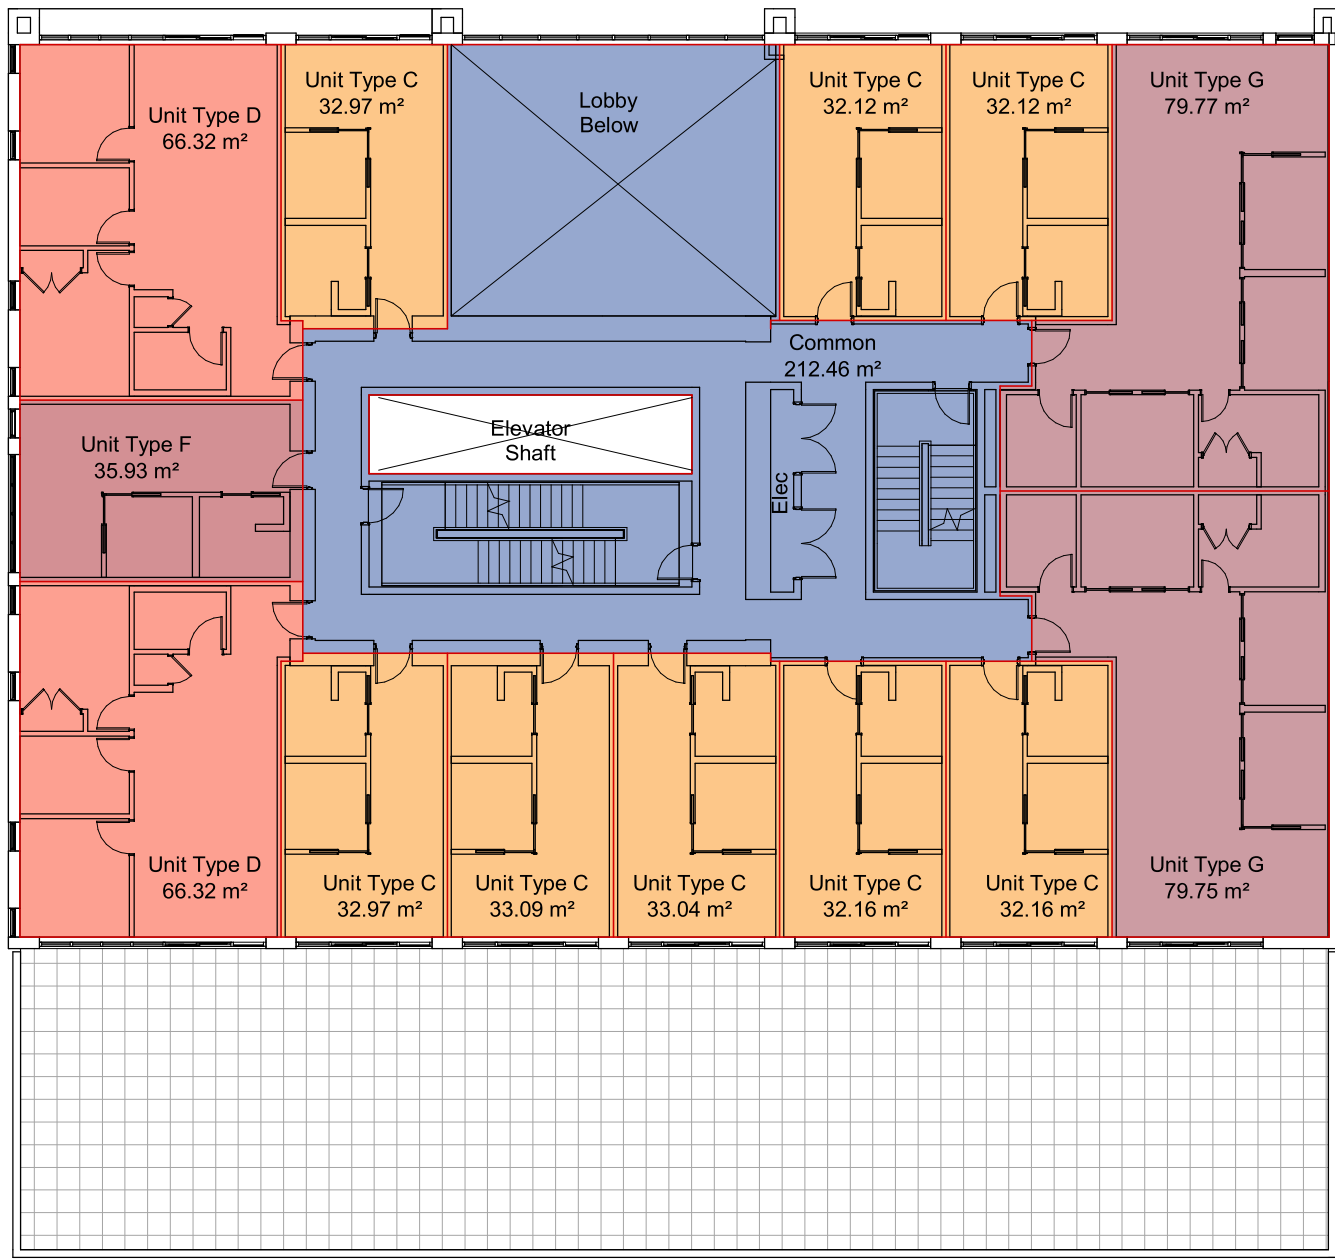 Unit Type D
66.32 m²
Unit Type C
32.97 m²
Lobby
Below
Unit Type C
32.12 m²
Unit Type C
32.12 m²
Unit Type G
79.77 m²
Common
212.46 m²
Unit Type F
35.93 m²
Elevator
Shaft
Elec
Unit Type D
66.32 m²
Unit Type C
32.97 m²
Unit Type C
33.09 m²
Unit Type C
33.04 m²
Unit Type C
32.16 m²
Unit Type C
32.16 m²
Unit Type G
79.75 m²